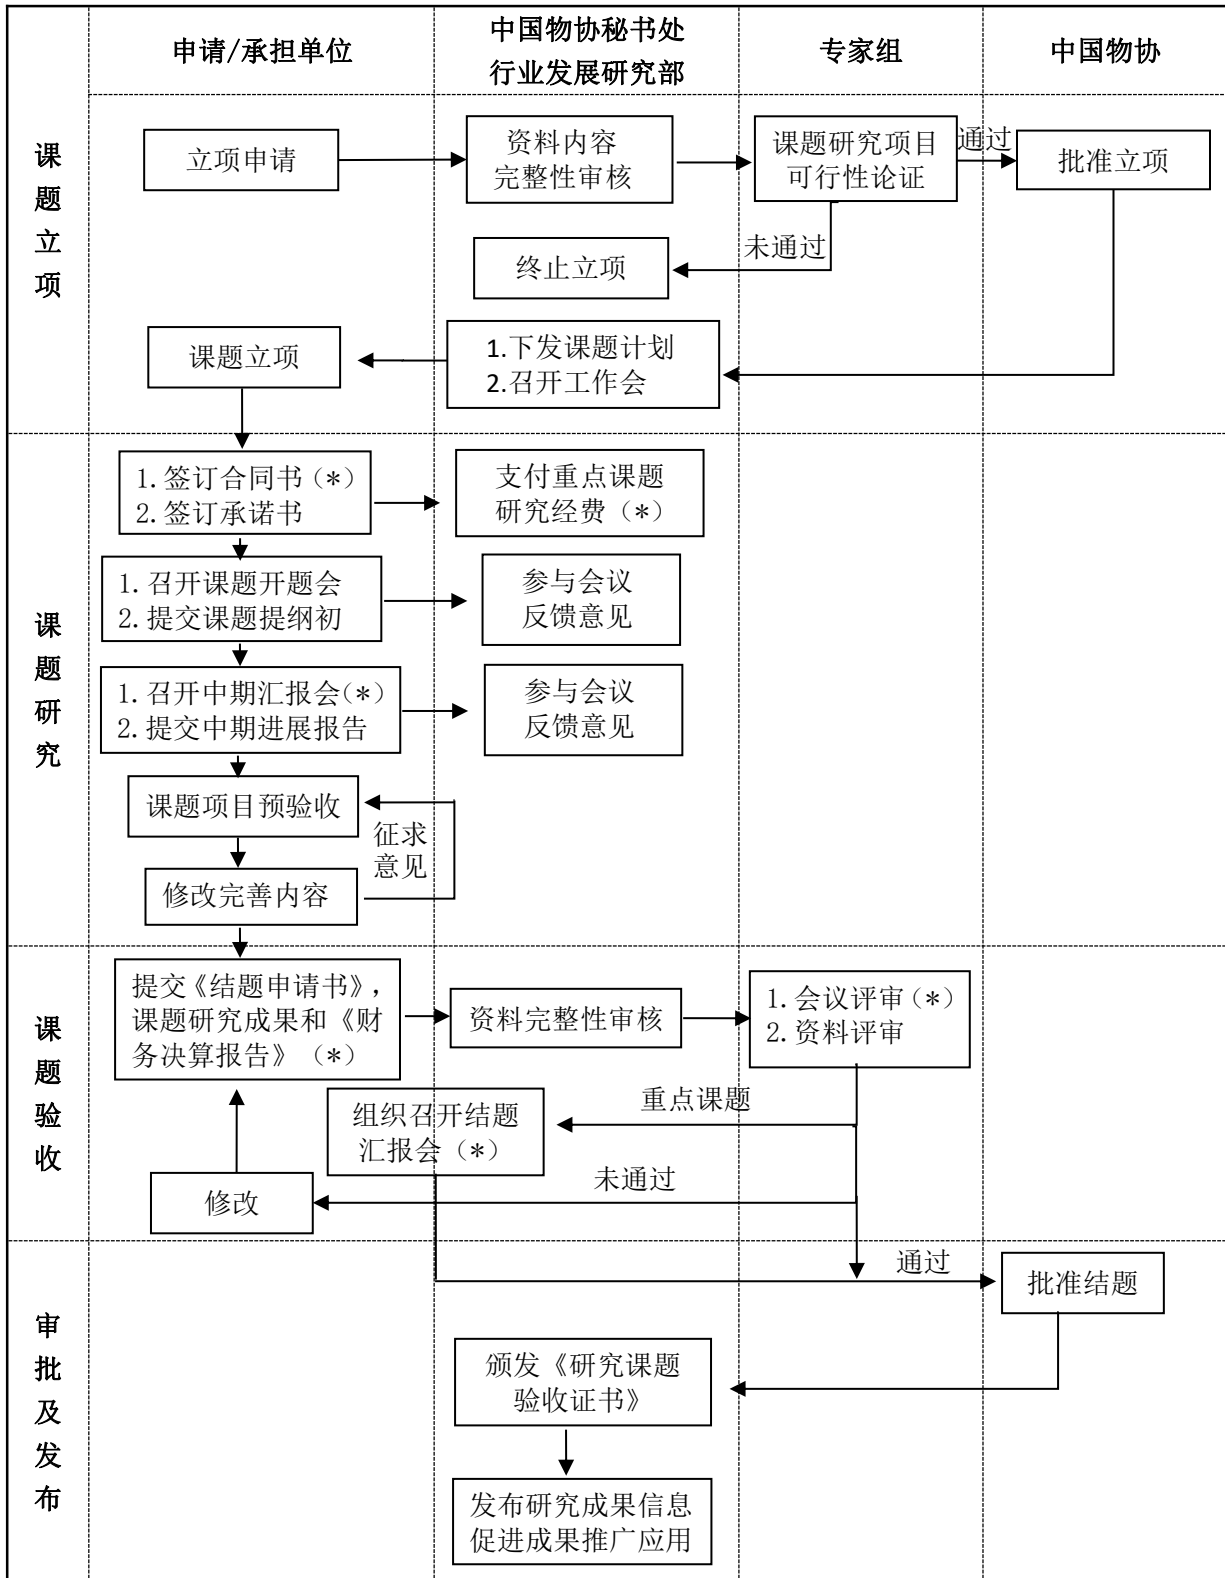 申请/承担单位
中国物协秘书处
行业发展研究部
专家组
中国物协
课
题
立
项
立项申请
资料内容
完整性审核
课题研究项目
可行性论证
通过
批准立项
未通过
终止立项
课题立项
1.下发课题计划
2.召开工作会
课
题
研
究
1.签订合同书(*)
2.签订承诺书
支付重点课题
研究经费（*）
1.召开课题开题会
2.提交课题提纲初
参与会议
反馈意见
1.召开中期汇报会(*)
2.提交中期进展报告
参与会议
反馈意见
课题项目预验收
征求
意见
修改完善内容
课
题
验
收
提交《结题申请书》，
课题研究成果和《财
务决算报告》（*）
资料完整性审核
1.会议评审(*)
2.资料评审
重点课题
组织召开结题
汇报会（*）
未通过
修改
审
批
及
发
布
通过
批准结题
颁发《研究课题
验收证书》
发布研究成果信息
促进成果推广应用